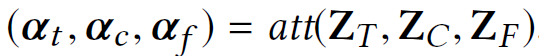 (α_t, α_c, α_f) = att(Z_T, Z_C, Z_F)